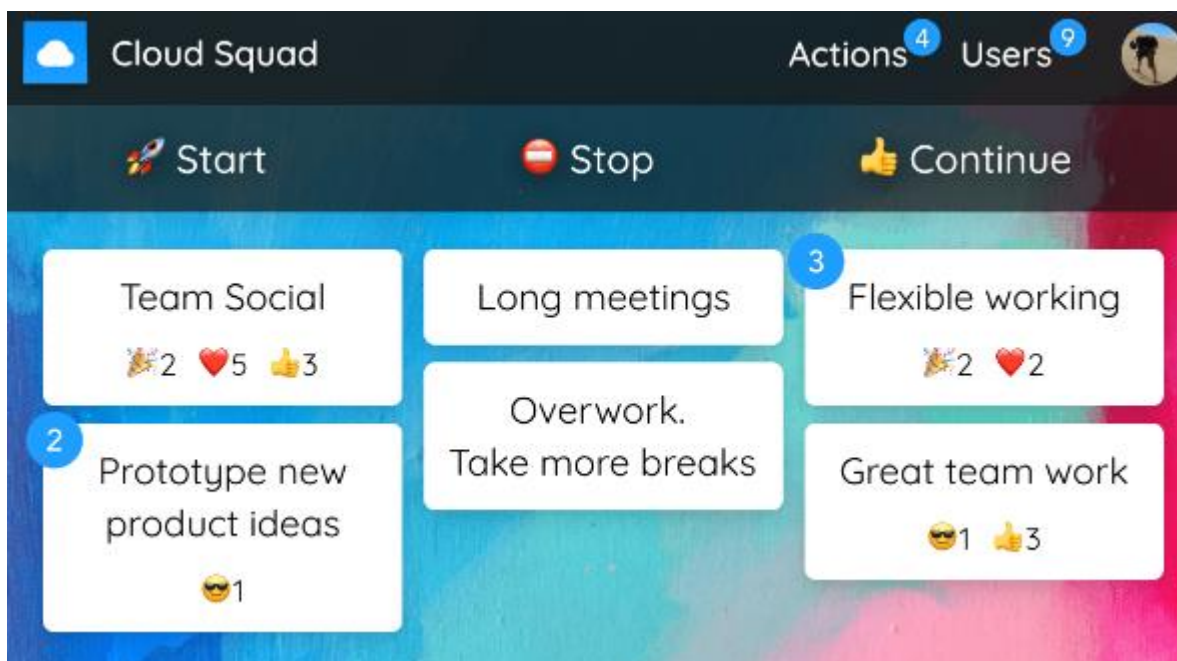 Cloud Squad
Actions 4 Users 9
🚀 Start ⛔ Stop 👍 Continue
Team Social
🎉2 ❤️5 👍3
2
Prototype new
product ideas
😎1
Long meetings
Overwork.
Take more breaks
3
Flexible working
🎉2 ❤️2
Great team work
😎1 👍3